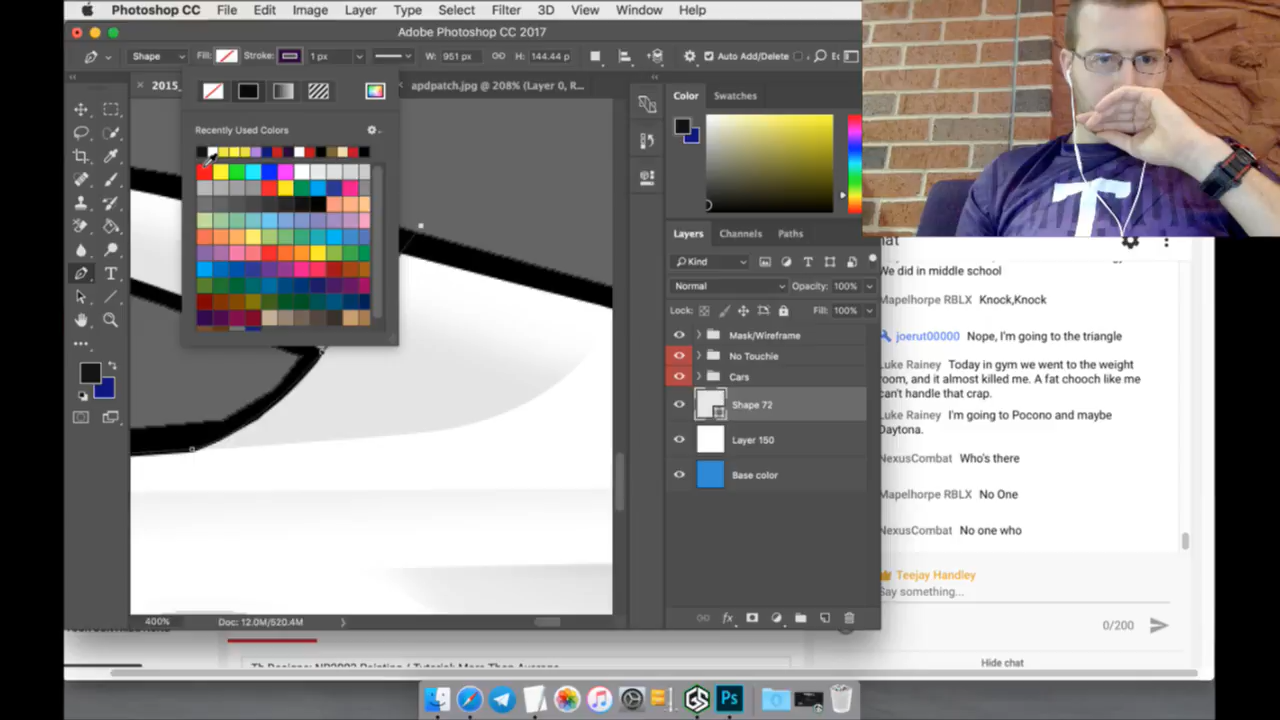 Photoshop CC File Edit Image Layer Type Select Filter 3D View Window Help
Adobe Photoshop CC 2017
Shape Fill: Stroke: 1 px W: 951 px H: 144.44 p Auto Add/Delete
2015_ apdpatch.jpg @ 208% (Layer 0, R...
Color Swatches
Recently Used Colors
Layers Channels Paths
Kind
Normal Opacity: 100%
Lock: Fill: 100%
Mask/Wireframe
No Touchie
Cars
Shape 72
Layer 150
Base color
400% Doc: 12.0M/520.4M
hat
We did in middle school
Mapelhorpe RBLX Knock,Knock
joerut00000 Nope, I'm going to the triangle
Luke Rainey Today in gym we went to the weight
room, and it almost killed me. A fat chooch like me
can't handle that crap.
Luke Rainey I'm going to Pocono and maybe
Daytona.
NexusCombat Who's there
Mapelhorpe RBLX No One
NexusCombat No one who
Teejay Handley
Say something...
0/200
Hide chat
T
Ps